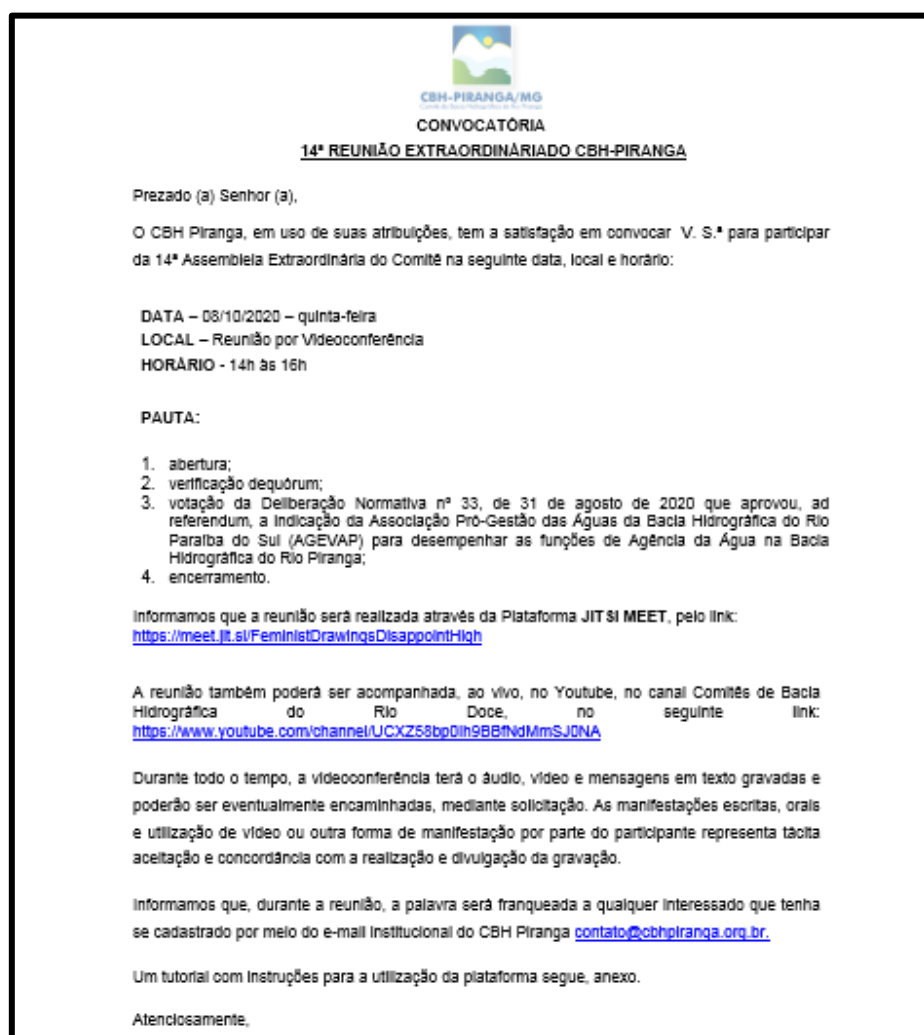 CBH-PIRANGA/MG
Comitê da Bacia Hidrográfica do Rio Piranga
CONVOCATÓRIA
14ª REUNIÃO EXTRAORDINÁRIADO CBH-PIRANGA
Prezado (a) Senhor (a),
O CBH Piranga, em uso de suas atribuições, tem a satisfação em convocar V. S.ª para participar
da 14ª Assembleia Extraordinária do Comitê na seguinte data, local e horário:
DATA – 08/10/2020 – quinta-feira
LOCAL – Reunião por Videoconferência
HORÁRIO - 14h às 16h
PAUTA:
1. abertura;
2. verificação dequórum;
3. votação da Deliberação Normativa nº 33, de 31 de agosto de 2020 que aprovou, ad
referendum, a indicação da Associação Pró-Gestão das Águas da Bacia Hidrográfica do Rio
Paraíba do Sul (AGEVAP) para desempenhar as funções de Agência da Água na Bacia
Hidrográfica do Rio Piranga;
4. encerramento.
Informamos que a reunião será realizada através da Plataforma JITSI MEET, pelo link:
https://meet.jit.si/FeministDrawingsDisappointHigh
A reunião também poderá ser acompanhada, ao vivo, no Youtube, no canal Comitês de Bacia
Hidrográfica do Rio Doce, no seguinte link:
https://www.youtube.com/channel/UCXZ58bp0Ih9BBfNdMmSJ0NA
Durante todo o tempo, a videoconferência terá o áudio, vídeo e mensagens em texto gravadas e
poderão ser eventualmente encaminhadas, mediante solicitação. As manifestações escritas, orais
e utilização de vídeo ou outra forma de manifestação por parte do participante representa tácita
aceitação e concordância com a realização e divulgação da gravação.
Informamos que, durante a reunião, a palavra será franqueada a qualquer interessado que tenha
se cadastrado por meio do e-mail institucional do CBH Piranga contato@cbhpiranga.org.br.
Um tutorial com instruções para a utilização da plataforma segue, anexo.
Atenciosamente,